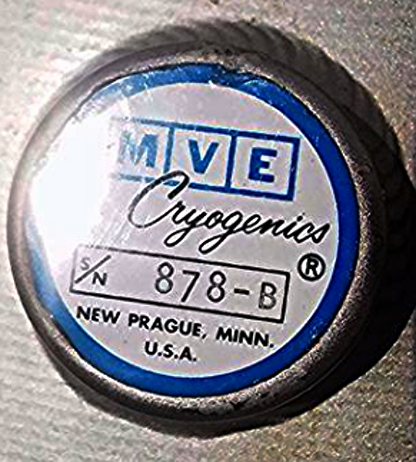 MVE
Cryogenics
®
S/N 878-B
NEW PRAGUE, MINN.
U.S.A.